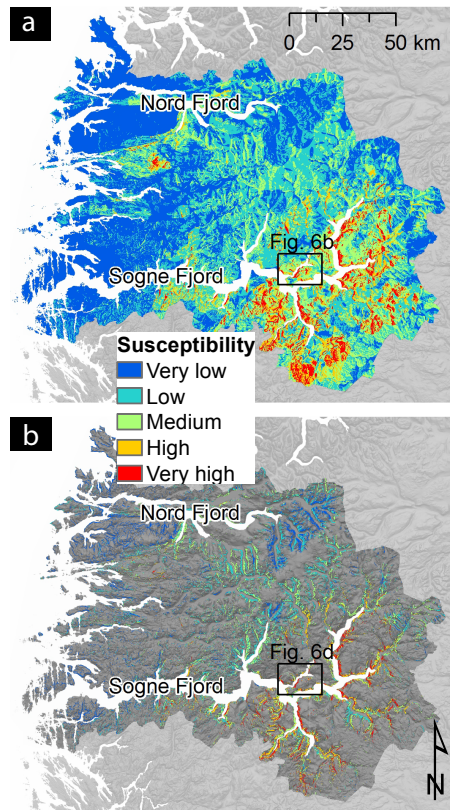 a
0 25 50 km
Nord Fjord
Fig. 6b
Sogne Fjord
Susceptibility
Very low
Low
Medium
High
Very high
b
Nord Fjord
Fig. 6d
Sogne Fjord
N